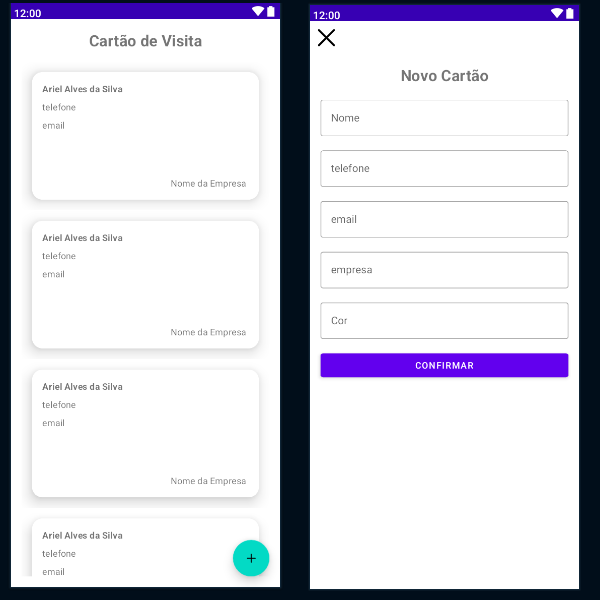 12:00
Cartão de Visita
Ariel Alves da Silva
telefone
email
Nome da Empresa
Ariel Alves da Silva
telefone
email
Nome da Empresa
Ariel Alves da Silva
telefone
email
Nome da Empresa
Ariel Alves da Silva
telefone
email
+
12:00
Novo Cartão
Nome
telefone
email
empresa
Cor
CONFIRMAR